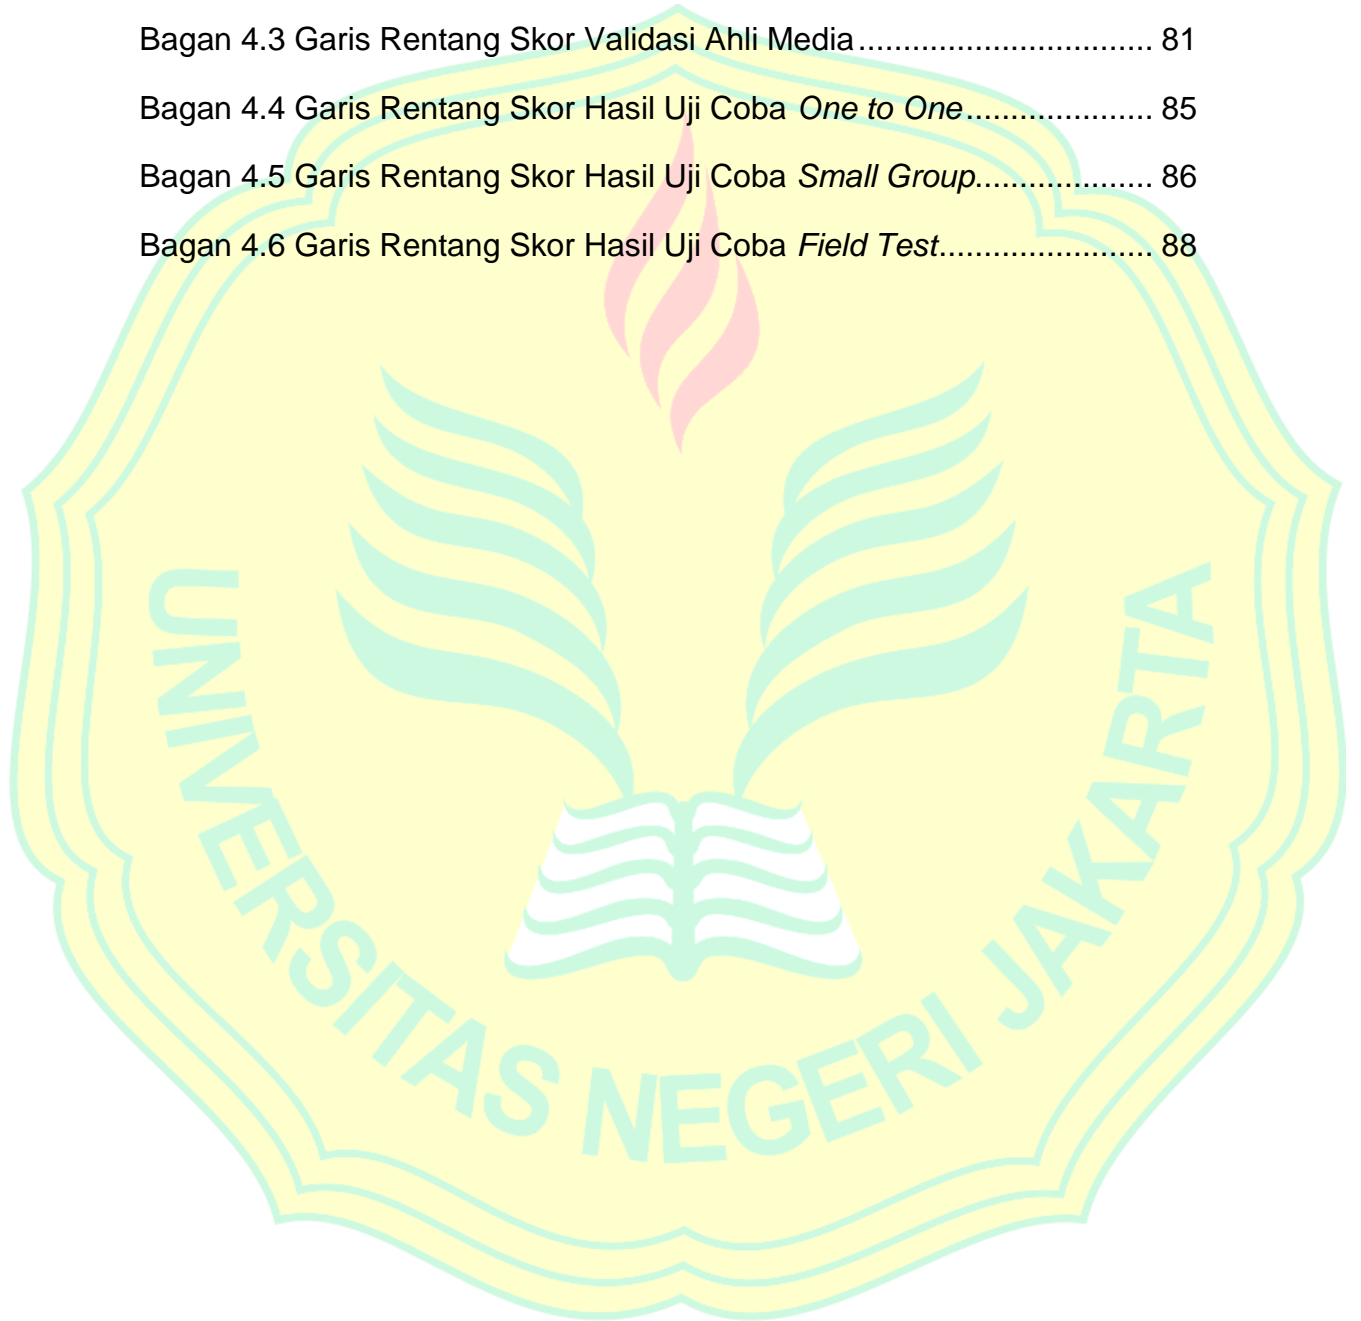 Bagan 4.3 Garis Rentang Skor Validasi Ahli Media ................................. 81
Bagan 4.4 Garis Rentang Skor Hasil Uji Coba One to One ..................... 85
Bagan 4.5 Garis Rentang Skor Hasil Uji Coba Small Group .................... 86
Bagan 4.6 Garis Rentang Skor Hasil Uji Coba Field Test ........................ 88
UNIVERSITAS NEGERI JAKARTA